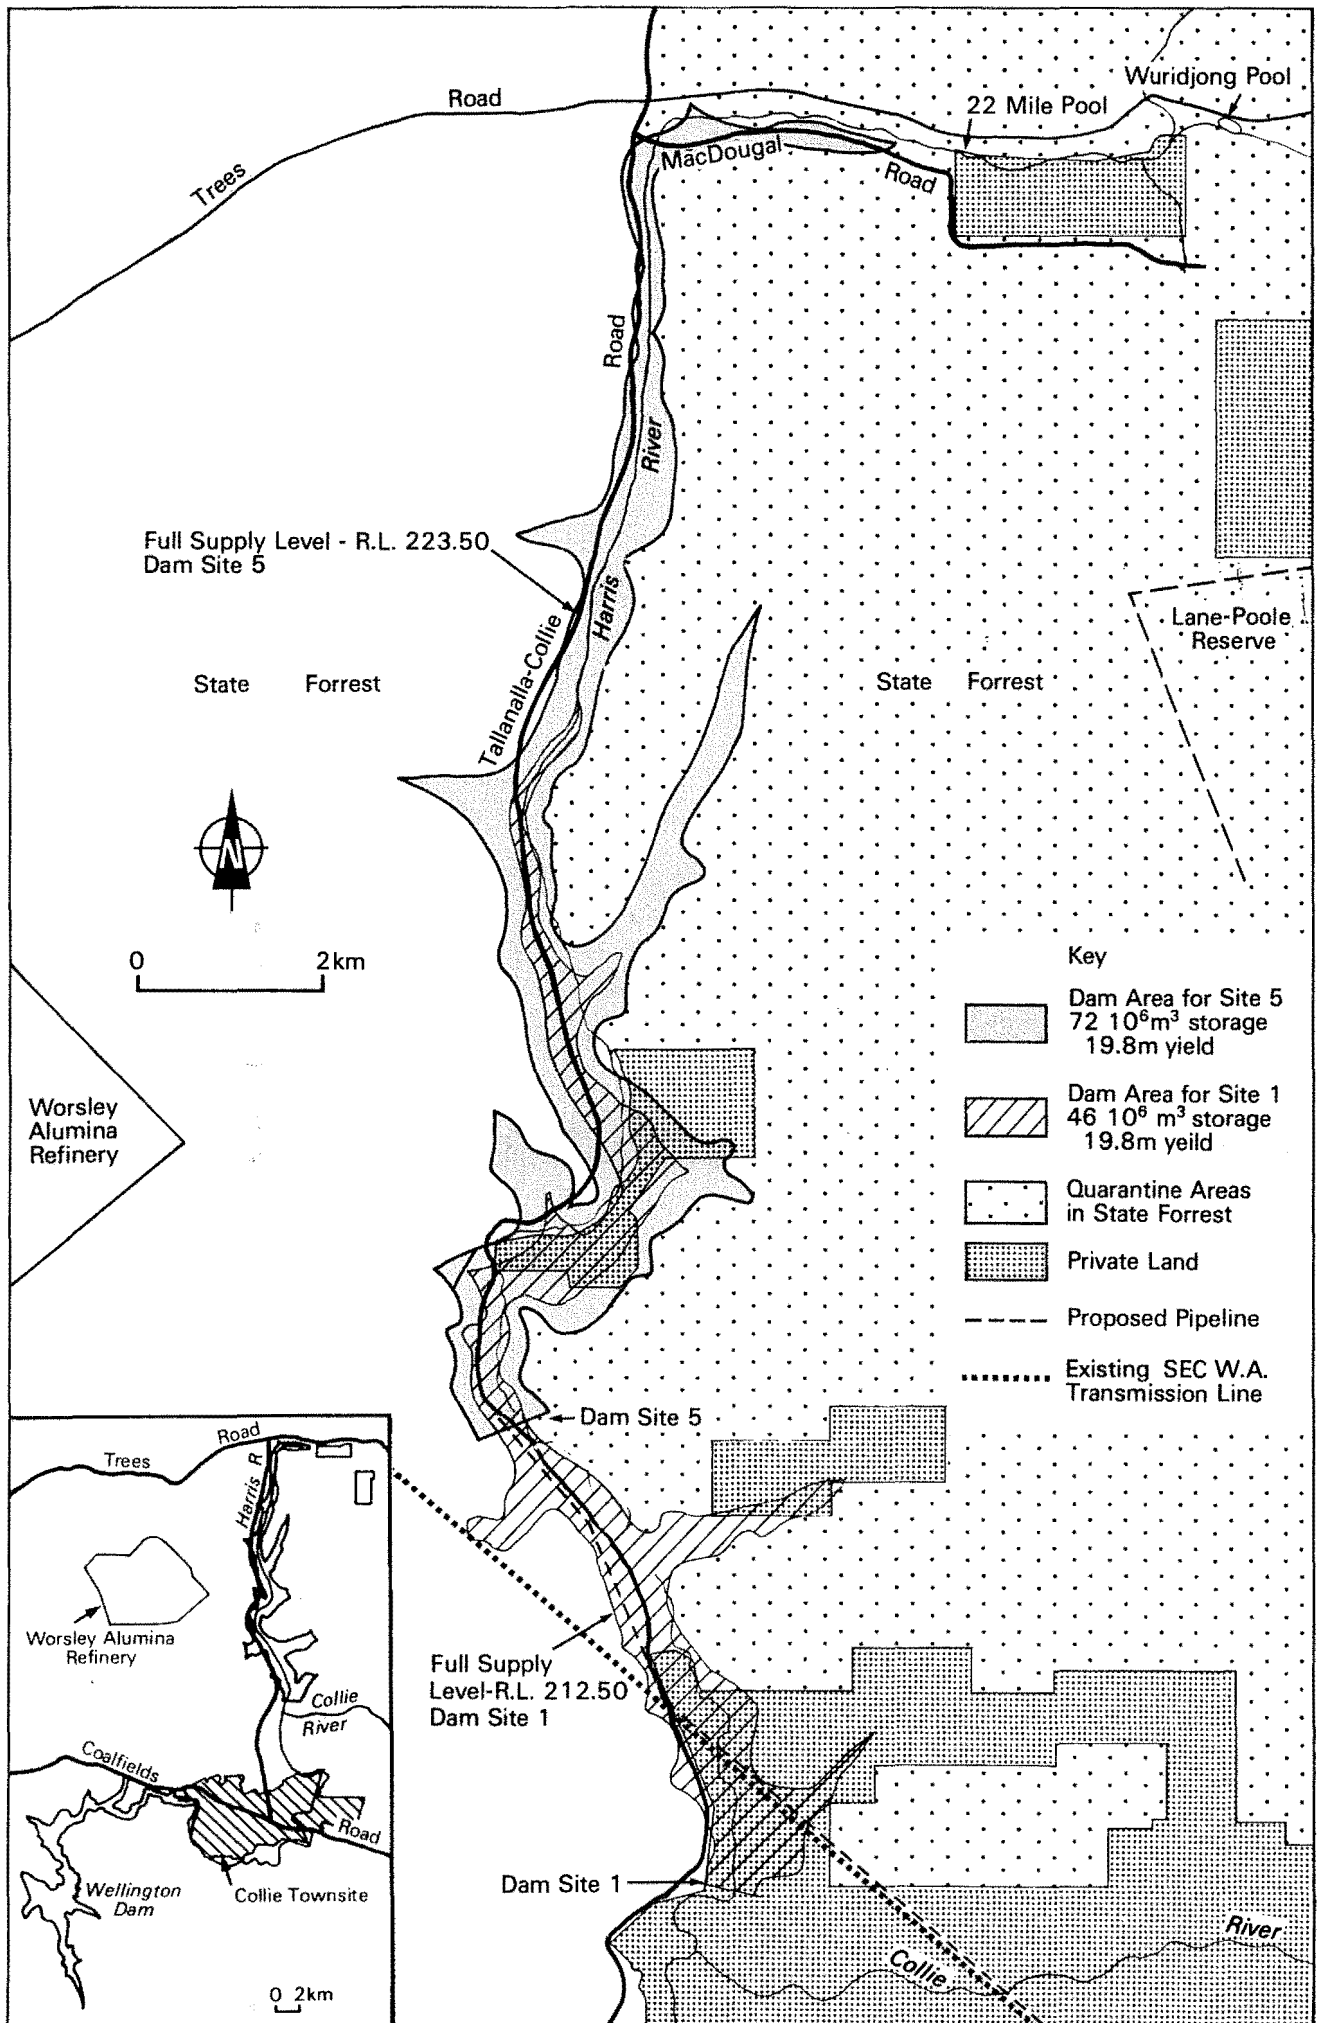 Wuridjong Pool
Road
22 Mile Pool
MacDougal
Trees
Road
Road
River
Full Supply Level - R.L. 223.50
Dam Site 5
Harris
Lane-Poole
Reserve
Tallanalla-Collie
State Forrest
State Forrest
N
0 2km
Key
Dam Area for Site 5
72 10⁶m³ storage
19.8m yield
Dam Area for Site 1
46 10⁶ m³ storage
19.8m yeild
Quarantine Areas
in State Forrest
Private Land
Proposed Pipeline
Existing SEC W.A.
Transmission Line
Worsley
Alumina
Refinery
Dam Site 5
Full Supply
Level-R.L. 212.50
Dam Site 1
Dam Site 1
River
Collie
Road
Trees
Harris R
Worsley Alumina
Refinery
Collie
River
Coalfields
Road
Wellington
Dam
Collie Townsite
0 2km